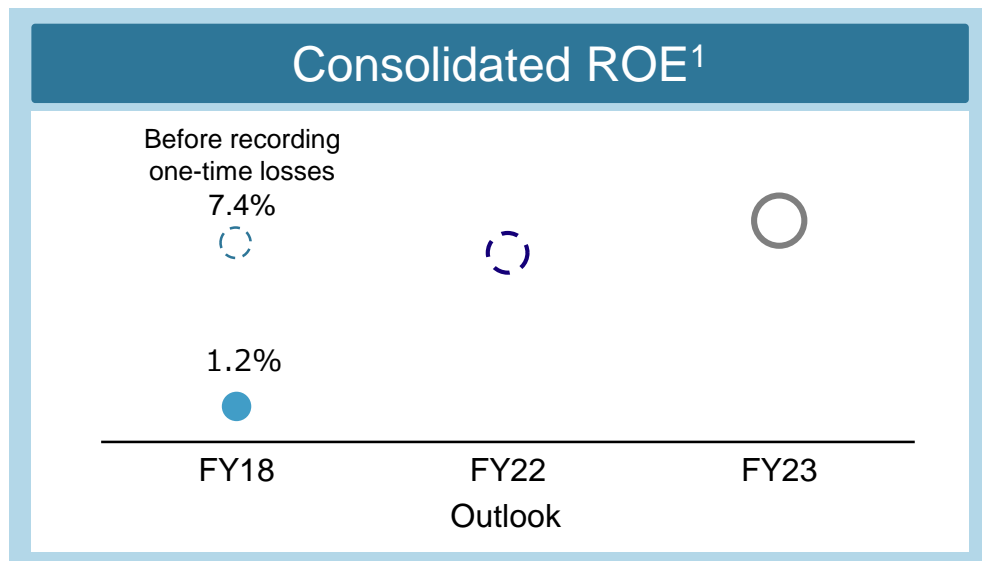 Consolidated ROE¹
Before recording
one-time losses
7.4%
1.2%
FY18
FY22
FY23
Outlook